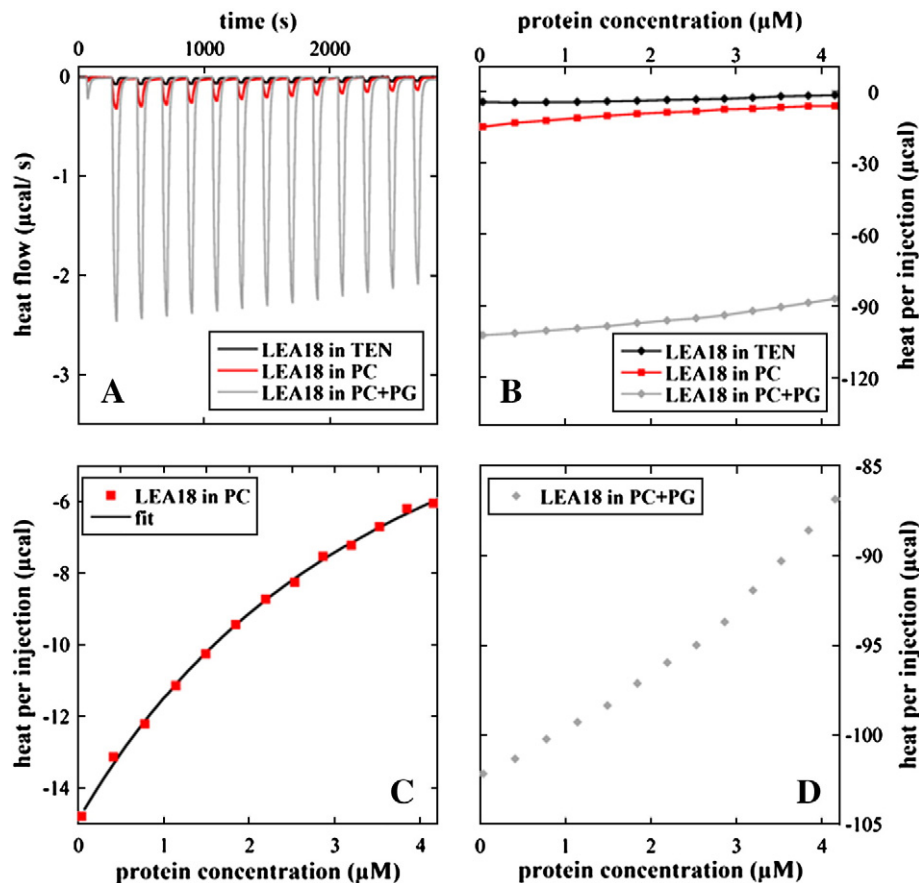 time (s)
0 1000 2000
0
-1
-2
-3
heat flow (μcal/ s)
LEA18 in TEN
LEA18 in PC
LEA18 in PC+PG
A
protein concentration (μM)
0 1 2 3 4
0
-30
-60
-90
-120
heat per injection (μcal)
LEA18 in TEN
LEA18 in PC
LEA18 in PC+PG
B
-6
-8
-10
-12
-14
heat per injection (μcal)
LEA18 in PC
fit
C
0 1 2 3 4
protein concentration (μM)
-85
-90
-95
-100
-105
heat per injection (μcal)
LEA18 in PC+PG
D
0 1 2 3 4
protein concentration (μM)